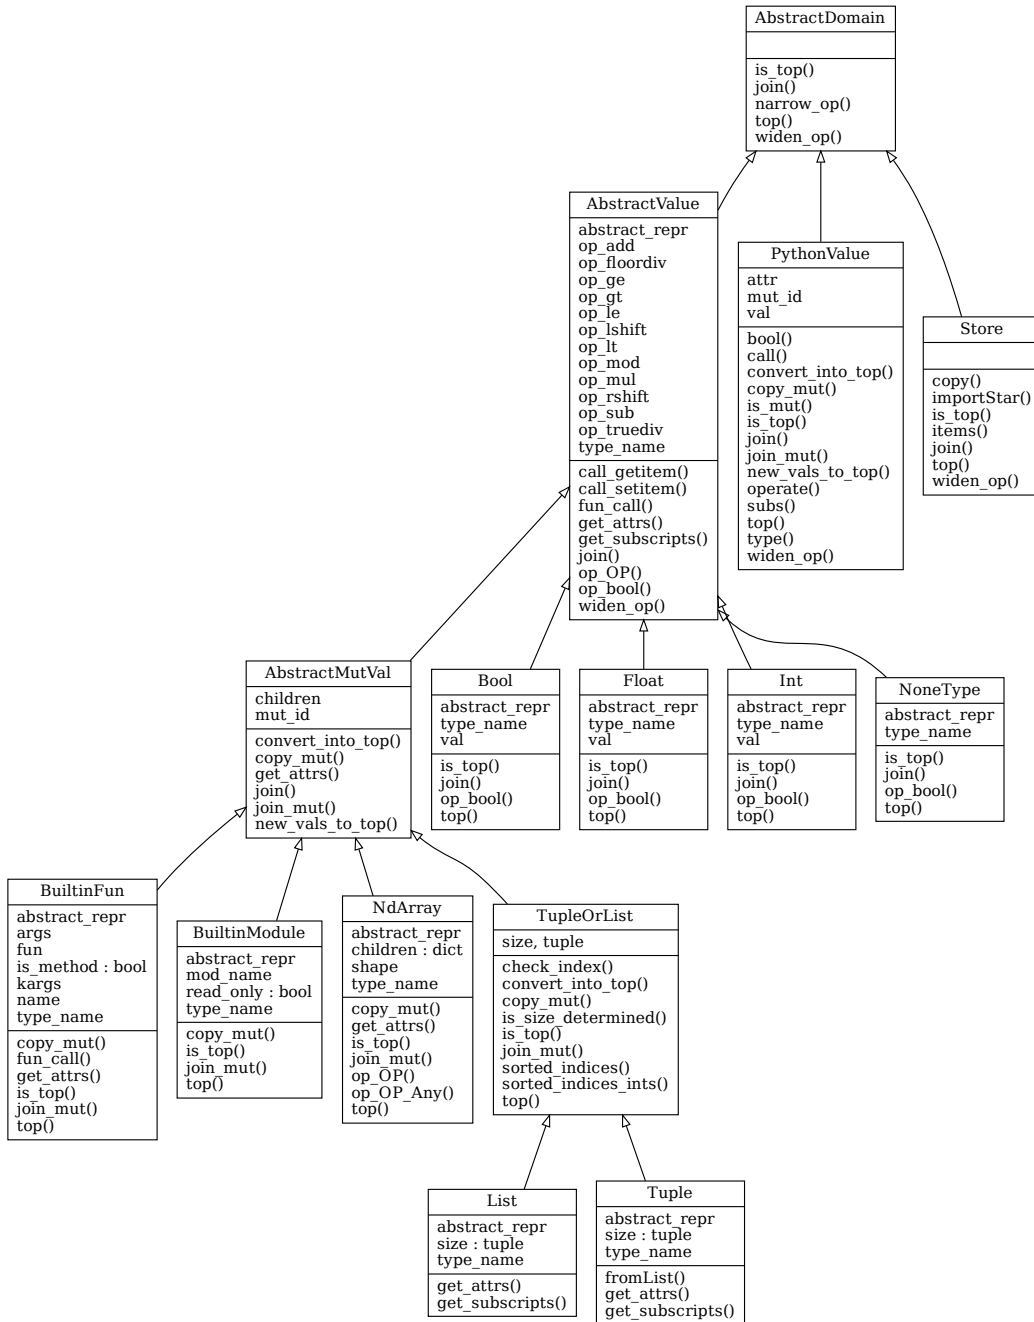 AbstractDomain
is_top()
join()
narrow_op()
top()
widen_op()
AbstractValue
abstract_repr
op_add
op_floordiv
op_ge
op_gt
op_le
op_lshift
op_lt
op_mod
op_mul
op_rshift
op_sub
op_truediv
type_name
call_getitem()
call_setitem()
fun_call()
get_attrs()
get_subscripts()
join()
op_OP()
op_bool()
widen_op()
PythonValue
attr
mut_id
val
bool()
call()
convert_into_top()
copy_mut()
is_mut()
is_top()
join()
join_mut()
new_vals_to_top()
operate()
subs()
top()
type()
widen_op()
Store
copy()
importStar()
is_top()
items()
join()
top()
widen_op()
AbstractMutVal
children
mut_id
convert_into_top()
copy_mut()
get_attrs()
join()
join_mut()
new_vals_to_top()
Bool
abstract_repr
type_name
val
is_top()
join()
op_bool()
top()
Float
abstract_repr
type_name
val
is_top()
join()
op_bool()
top()
Int
abstract_repr
type_name
val
is_top()
join()
op_bool()
top()
NoneType
abstract_repr
type_name
is_top()
join()
op_bool()
top()
BuiltinFun
abstract_repr
args
fun
is_method : bool
kargs
name
type_name
copy_mut()
fun_call()
get_attrs()
is_top()
join_mut()
top()
BuiltinModule
abstract_repr
mod_name
read_only : bool
type_name
copy_mut()
is_top()
join_mut()
top()
NdArray
abstract_repr
children : dict
shape
type_name
copy_mut()
get_attrs()
is_top()
join_mut()
op_OP()
op_OP_Any()
top()
TupleOrList
size, tuple
check_index()
convert_into_top()
copy_mut()
is_size_determined()
is_top()
join_mut()
sorted_indices()
sorted_indices_ints()
top()
List
abstract_repr
size : tuple
type_name
get_attrs()
get_subscripts()
Tuple
abstract_repr
size : tuple
type_name
fromList()
get_attrs()
get_subscripts()